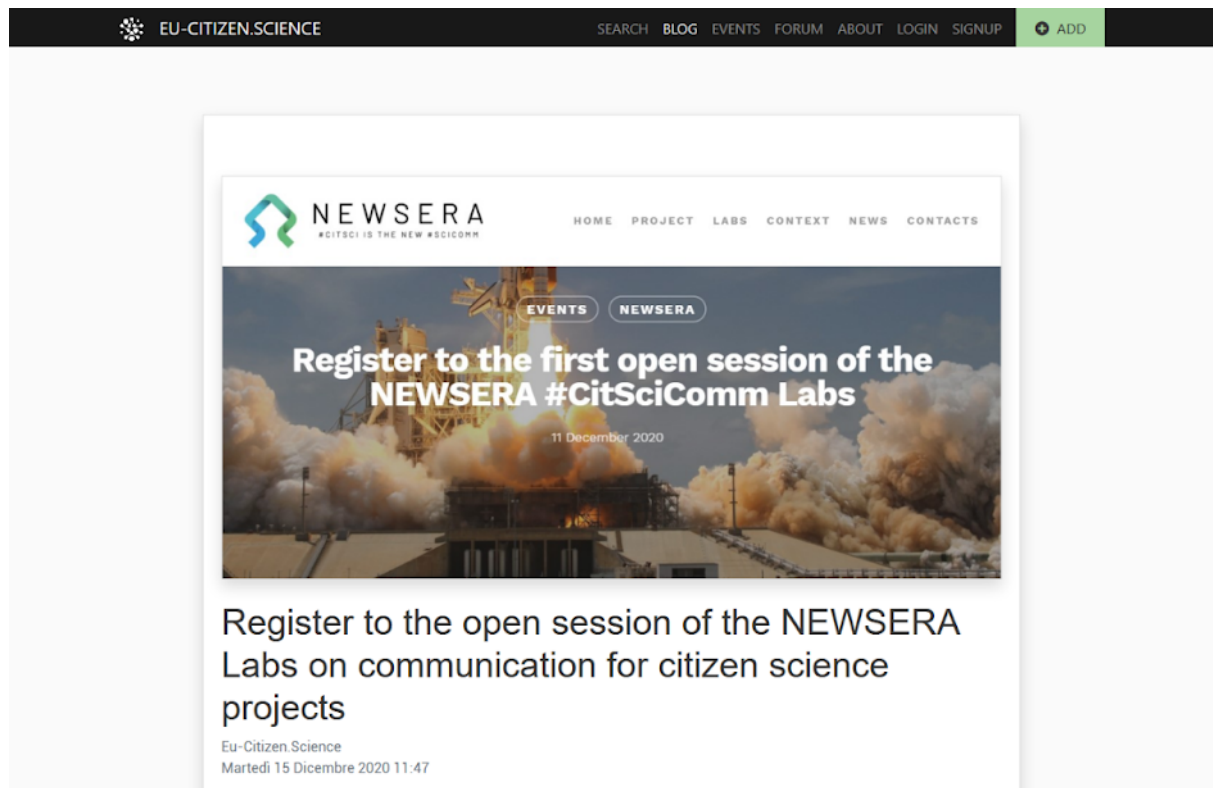 EU-CITIZEN.SCIENCE
SEARCH BLOG EVENTS FORUM ABOUT LOGIN SIGNUP ADD
NEWSERA
#CITSCI IS THE NEW #SCICOMM
HOME PROJECT LABS CONTEXT NEWS CONTACTS
EVENTS NEWSERA
Register to the first open session of the
NEWSERA #CitSciComm Labs
11 December 2020
Register to the open session of the NEWSERA
Labs on communication for citizen science
projects
Eu-Citizen.Science
Martedì 15 Dicembre 2020 11:47